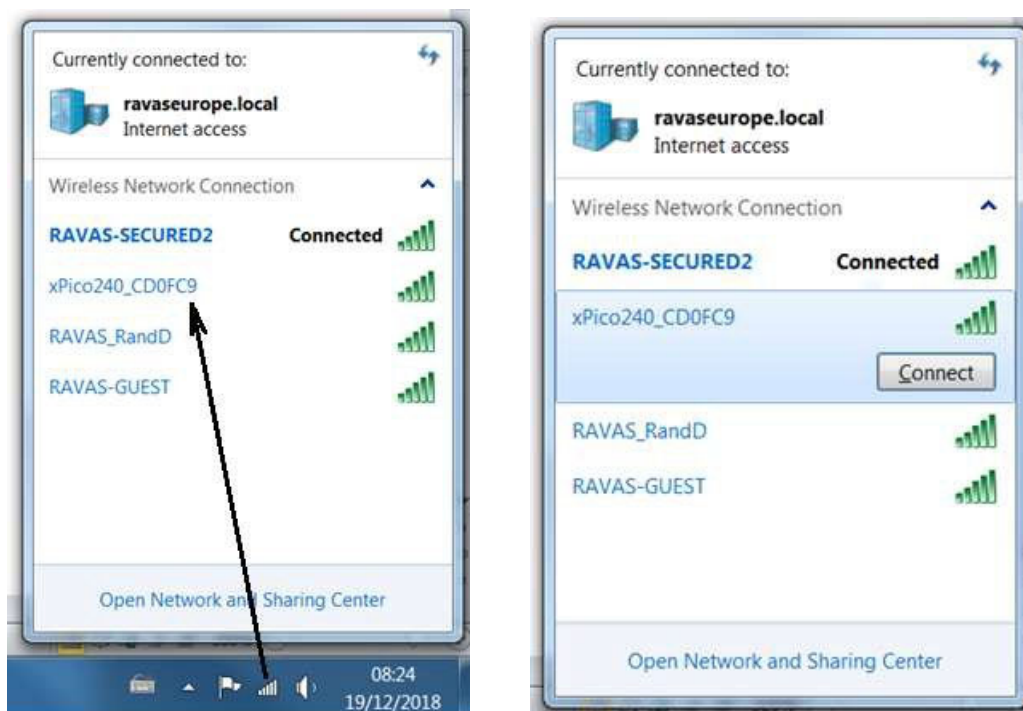 Currently connected to:
ravaseurope.local
Internet access
Wireless Network Connection
RAVAS-SECURED2 Connected
xPico240_CD0FC9
RAVAS_RandD
RAVAS-GUEST
Open Network and Sharing Center
08:24
19/12/2018
Currently connected to:
ravaseurope.local
Internet access
Wireless Network Connection
RAVAS-SECURED2 Connected
xPico240_CD0FC9
Connect
RAVAS_RandD
RAVAS-GUEST
Open Network and Sharing Center